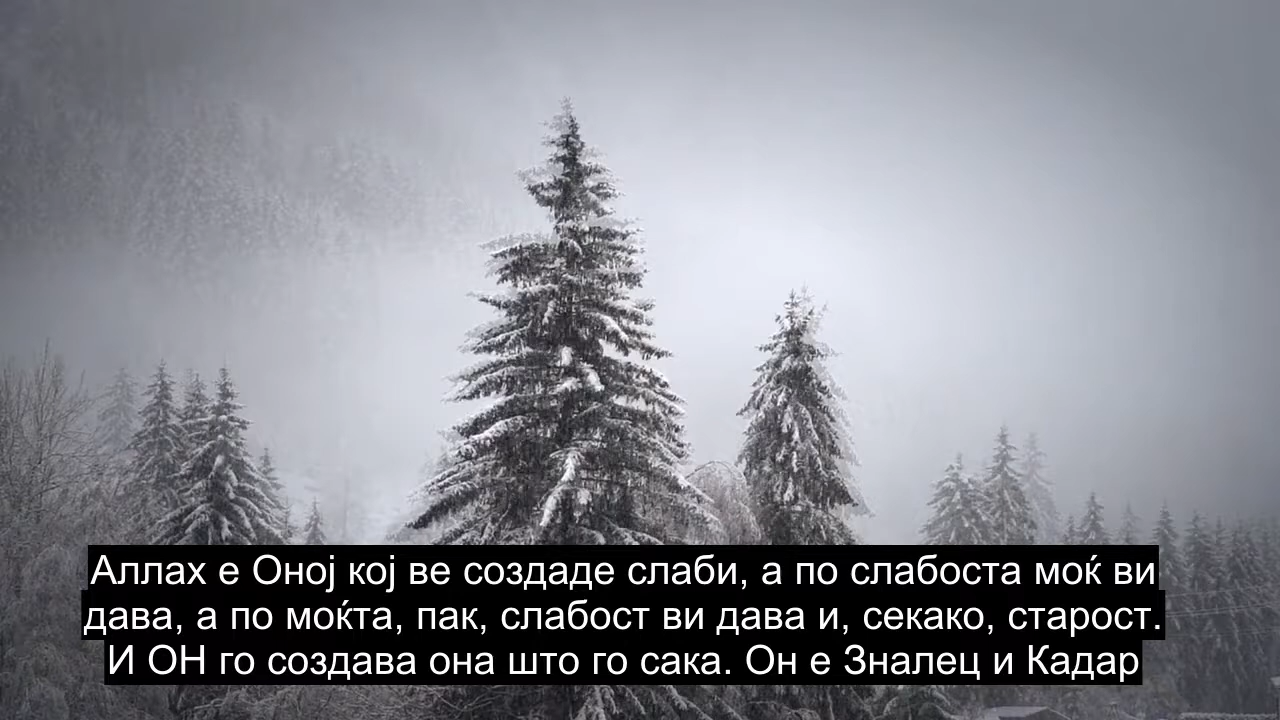 Аллах е Оној кој ве создаде слаби, а по слабоста моќ ви
дава, а по моќта, пак, слабост ви дава и, секако, старост.
И ОН го создава она што го сака. Он е Зналец и Кадар